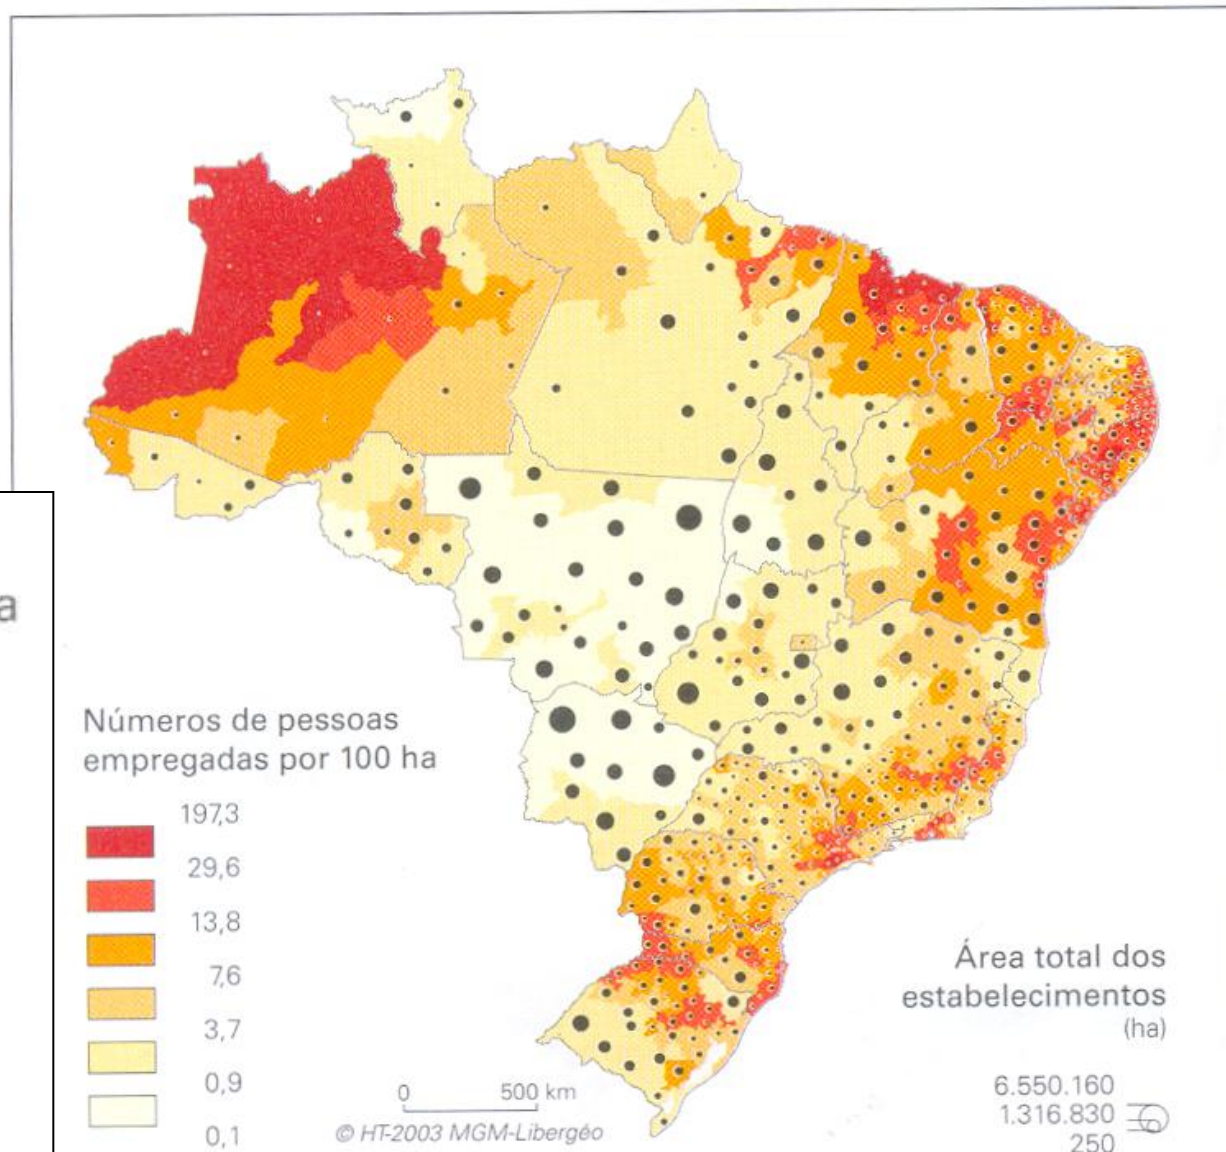 a
Números de pessoas
empregadas por 100 ha
197,3
29,6
13,8
7,6
3,7
0,9
0,1
0 500 km
© HT-2003 MGM-Libergéo
Área total dos
estabelecimentos
(ha)
6.550.160
1.316.830
250